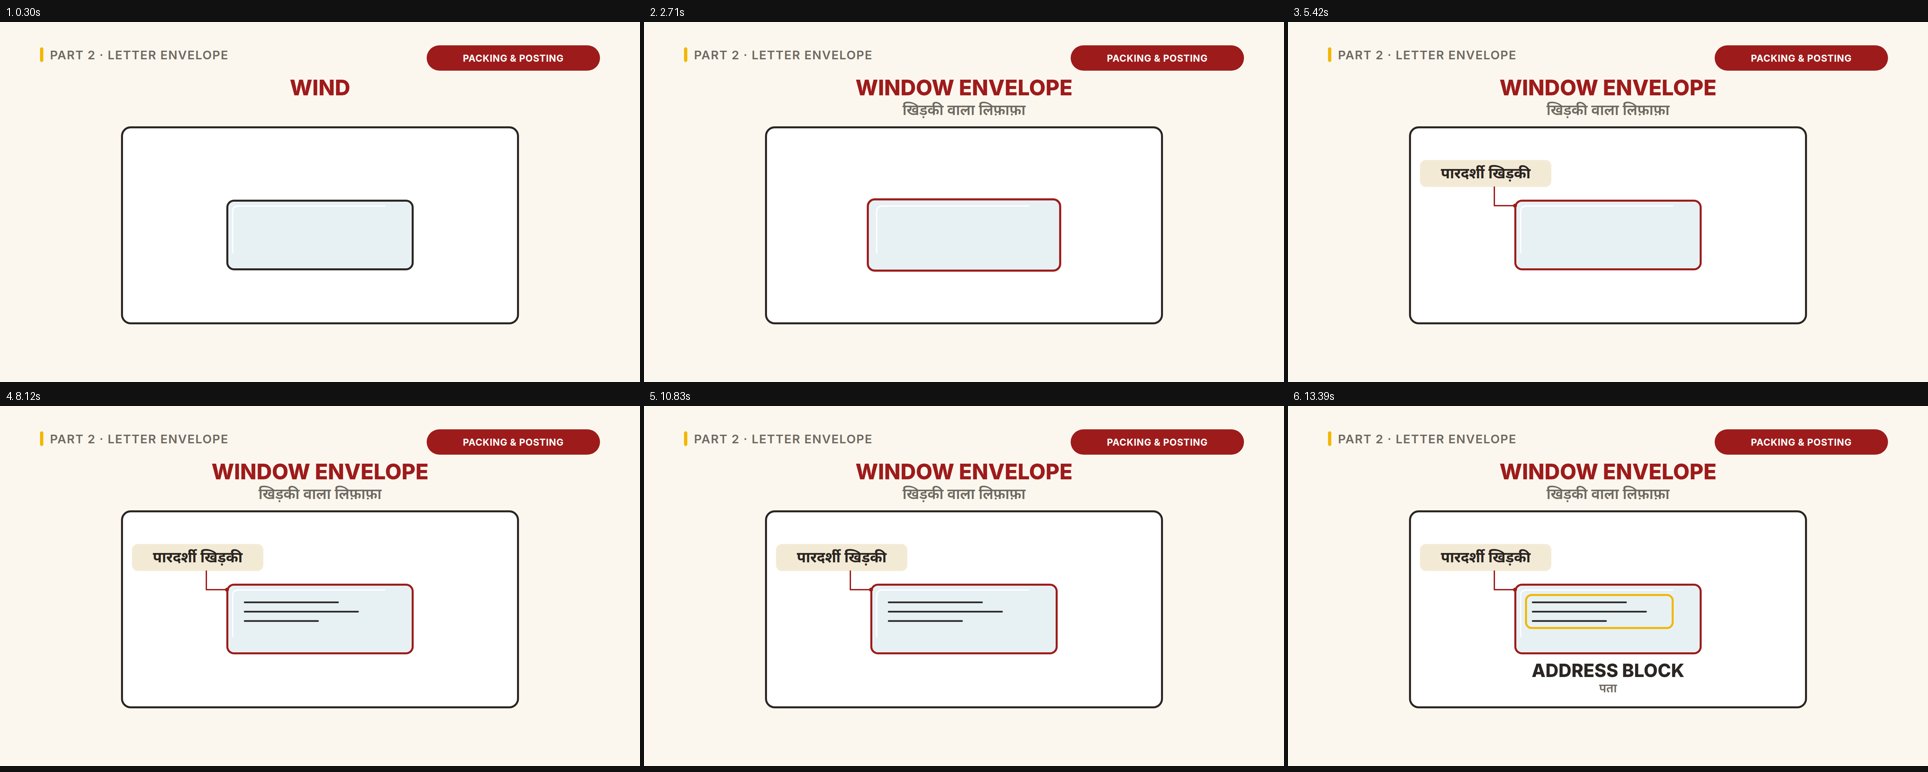 1. 0.30s
PART 2 · LETTER ENVELOPE
PACKING & POSTING
WIND
2. 2.71s
PART 2 · LETTER ENVELOPE
PACKING & POSTING
WINDOW ENVELOPE
खिड़की वाला लिफ़ाफ़ा
3. 5.42s
PART 2 · LETTER ENVELOPE
PACKING & POSTING
WINDOW ENVELOPE
खिड़की वाला लिफ़ाफ़ा
पारदर्शी खिड़की
4. 8.12s
PART 2 · LETTER ENVELOPE
PACKING & POSTING
WINDOW ENVELOPE
खिड़की वाला लिफ़ाफ़ा
पारदर्शी खिड़की
5. 10.83s
PART 2 · LETTER ENVELOPE
PACKING & POSTING
WINDOW ENVELOPE
खिड़की वाला लिफ़ाफ़ा
पारदर्शी खिड़की
6. 13.39s
PART 2 · LETTER ENVELOPE
PACKING & POSTING
WINDOW ENVELOPE
खिड़की वाला लिफ़ाफ़ा
पारदर्शी खिड़की
ADDRESS BLOCK
पता